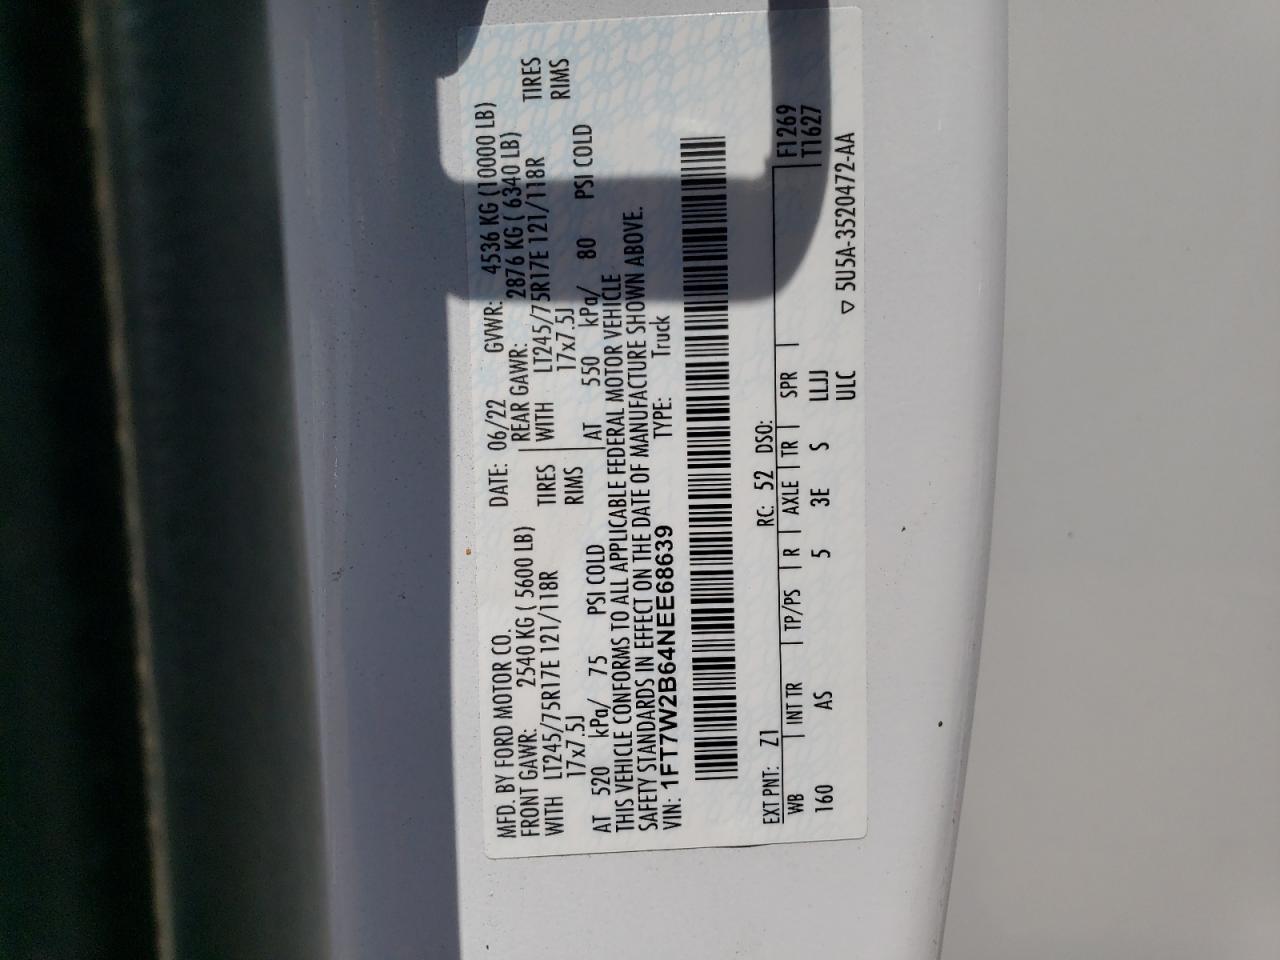 MFD. BY FORD MOTOR CO. DATE: 06/22 GVWR: 4536 KG (10000 LB)
FRONT GAWR: 2540 KG ( 5600 LB) REAR GAWR: 2876 KG ( 6340 LB)
WITH LT245/75R17E 121/118R TIRES WITH LT245/75R17E 121/118R TIRES
17x7.5J RIMS 17x7.5J RIMS
AT 520 kPa/ 75 PSI COLD AT 550 kPa/ 80 PSI COLD
THIS VEHICLE CONFORMS TO ALL APPLICABLE FEDERAL MOTOR VEHICLE
SAFETY STANDARDS IN EFFECT ON THE DATE OF MANUFACTURE SHOWN ABOVE.
VIN: 1FT7W2B64NEE68639 TYPE: Truck
EXT PNT: Z1 RC: 52 DSO: F1269
WB INT TR TP/PS R AXLE TR SPR T1627
160 AS 5 3E S LLJJ
ULC ▽ 5U5A-3520472-AA